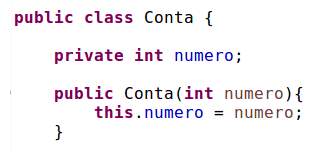 public class Conta {
private int numero;
public Conta(int numero){
this.numero = numero;
}